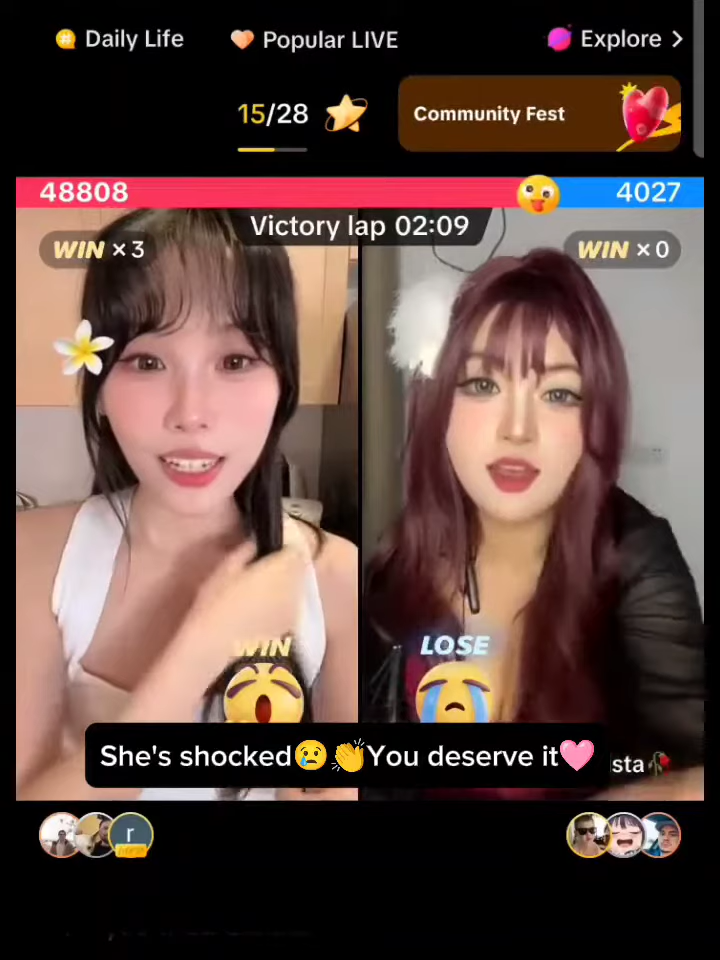 Daily Life
Popular LIVE
Explore
15/28
Community Fest
48808
4027
Victory lap 02:09
WIN ×3
WIN ×0
WIN
LOSE
She's shocked😢👏You deserve it🩷
sta🥀
r